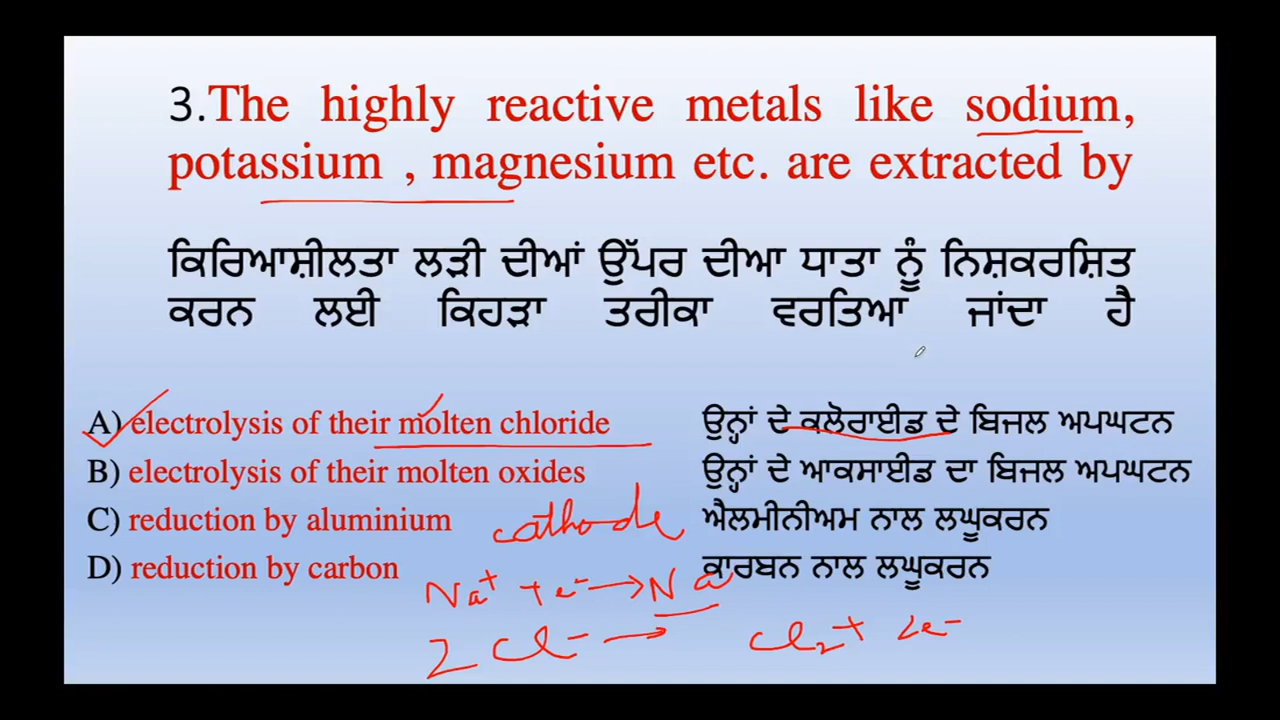 3.The highly reactive metals like sodium,
potassium , magnesium etc. are extracted by
ਕਿਰਿਆਸ਼ੀਲਤਾ ਲੜੀ ਦੀਆਂ ਉੱਪਰ ਦੀਆ ਧਾਤਾ ਨੂੰ ਨਿਸ਼ਕਰਸ਼ਿਤ
ਕਰਨ ਲਈ ਕਿਹੜਾ ਤਰੀਕਾ ਵਰਤਿਆ ਜਾਂਦਾ ਹੈ
A) electrolysis of their molten chloride ਉਨ੍ਹਾਂ ਦੇ ਕਲੋਰਾਈਡ ਦੇ ਬਿਜਲ ਅਪਘਟਨ
B) electrolysis of their molten oxides ਉਨ੍ਹਾਂ ਦੇ ਆਕਸਾਈਡ ਦਾ ਬਿਜਲ ਅਪਘਟਨ
C) reduction by aluminium ਐਲਮੀਨੀਅਮ ਨਾਲ ਲਘੂਕਰਨ
cathode
D) reduction by carbon ਕਾਰਬਨ ਨਾਲ ਲਘੂਕਰਨ
Na⁺ + e⁻ → Na
2 Cl⁻ → Cl₂ + 2e⁻